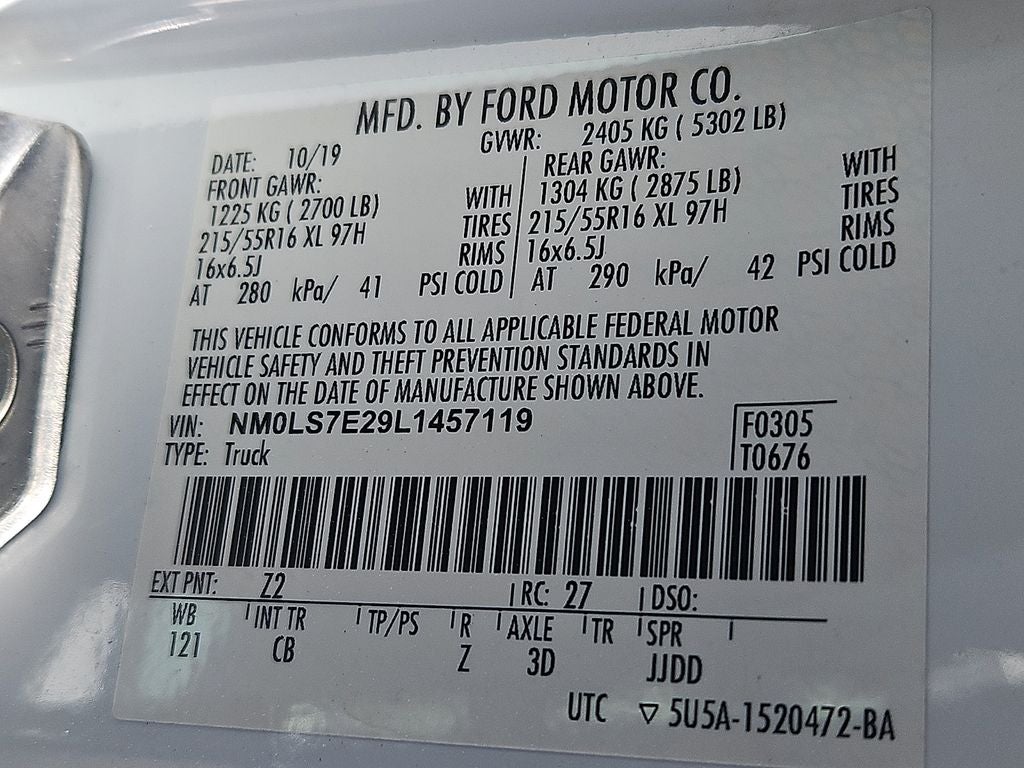 MFD. BY FORD MOTOR CO.
DATE: 10/19 GVWR: 2405 KG ( 5302 LB)
FRONT GAWR:
1225 KG ( 2700 LB) WITH
215/55R16 XL 97H TIRES
16x6.5J RIMS
AT 280 kPa/ 41 PSI COLD
REAR GAWR:
1304 KG ( 2875 LB) WITH
215/55R16 XL 97H TIRES
16x6.5J RIMS
AT 290 kPa/ 42 PSI COLD
THIS VEHICLE CONFORMS TO ALL APPLICABLE FEDERAL MOTOR
VEHICLE SAFETY AND THEFT PREVENTION STANDARDS IN
EFFECT ON THE DATE OF MANUFACTURE SHOWN ABOVE.
VIN: NM0LS7E29L1457119
TYPE: Truck
F0305
T0676
EXT PNT: Z2 RC: 27 DSO:
WB INT TR TP/PS R AXLE TR SPR
121 CB Z 3D JJDD
UTC ▽ 5U5A-1520472-BA